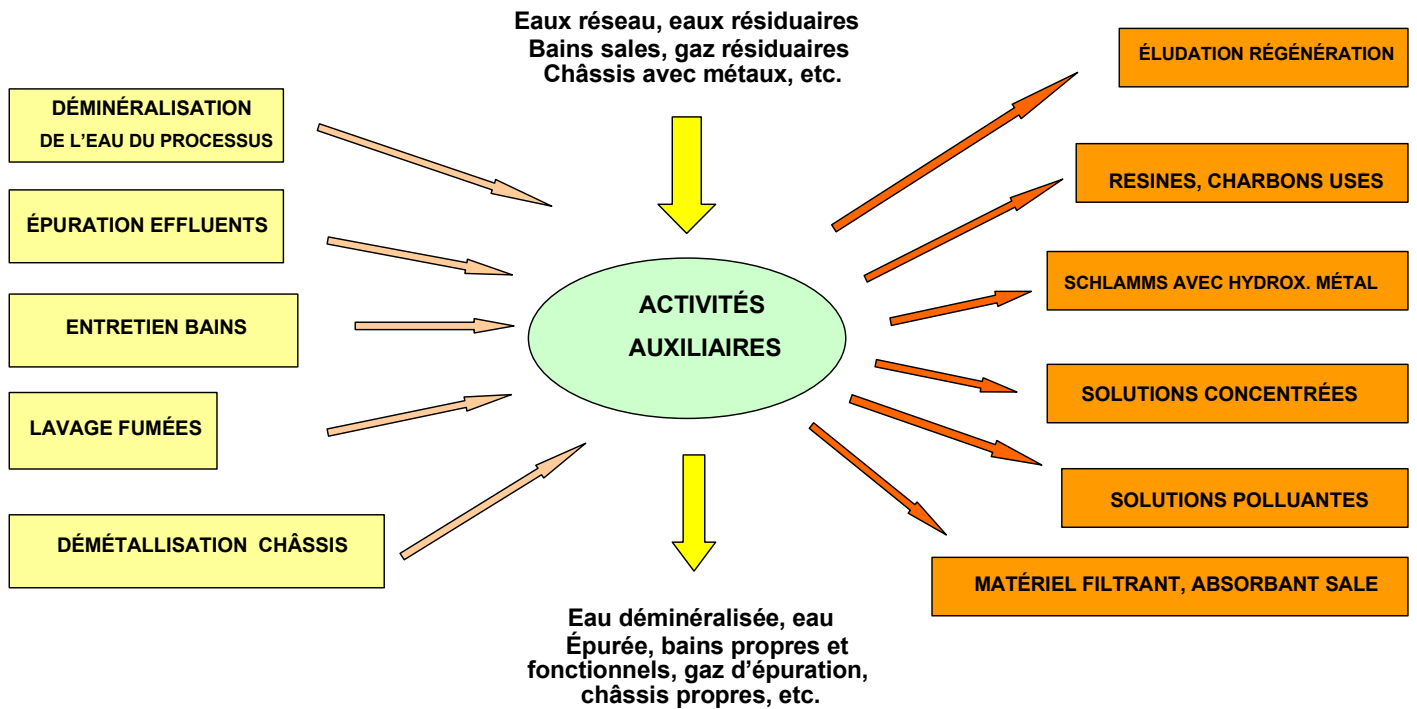 Eaux réseau, eaux résiduaires
Bains sales, gaz résiduaires
Châssis avec métaux, etc.
DÉMINÉRALISATION
DE L'EAU DU PROCESSUS
ÉPURATION EFFLUENTS
ENTRETIEN BAINS
LAVAGE FUMÉES
DÉMÉTALLISATION CHÂSSIS
ACTIVITÉS
AUXILIAIRES
ÉLUDATION RÉGÉNÉRATION
RESINES, CHARBONS USES
SCHLAMMS AVEC HYDROX. MÉTAL
SOLUTIONS CONCENTRÉES
SOLUTIONS POLLUANTES
MATÉRIEL FILTRANT, ABSORBANT SALE
Eau déminéralisée, eau
Épurée, bains propres et
fonctionnels, gaz d'épuration,
châssis propres, etc.